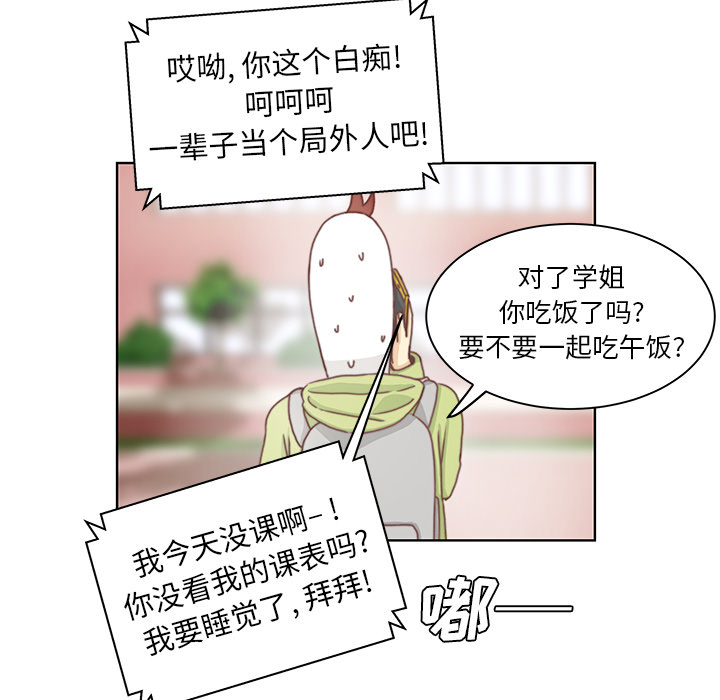 哎呦, 你这个白痴!
呵呵呵
一辈子当个局外人吧!
对了学姐
你吃饭了吗?
要不要一起吃午饭?
我今天没课啊–!
你没看我的课表吗?
我要睡觉了, 拜拜!
嘟——